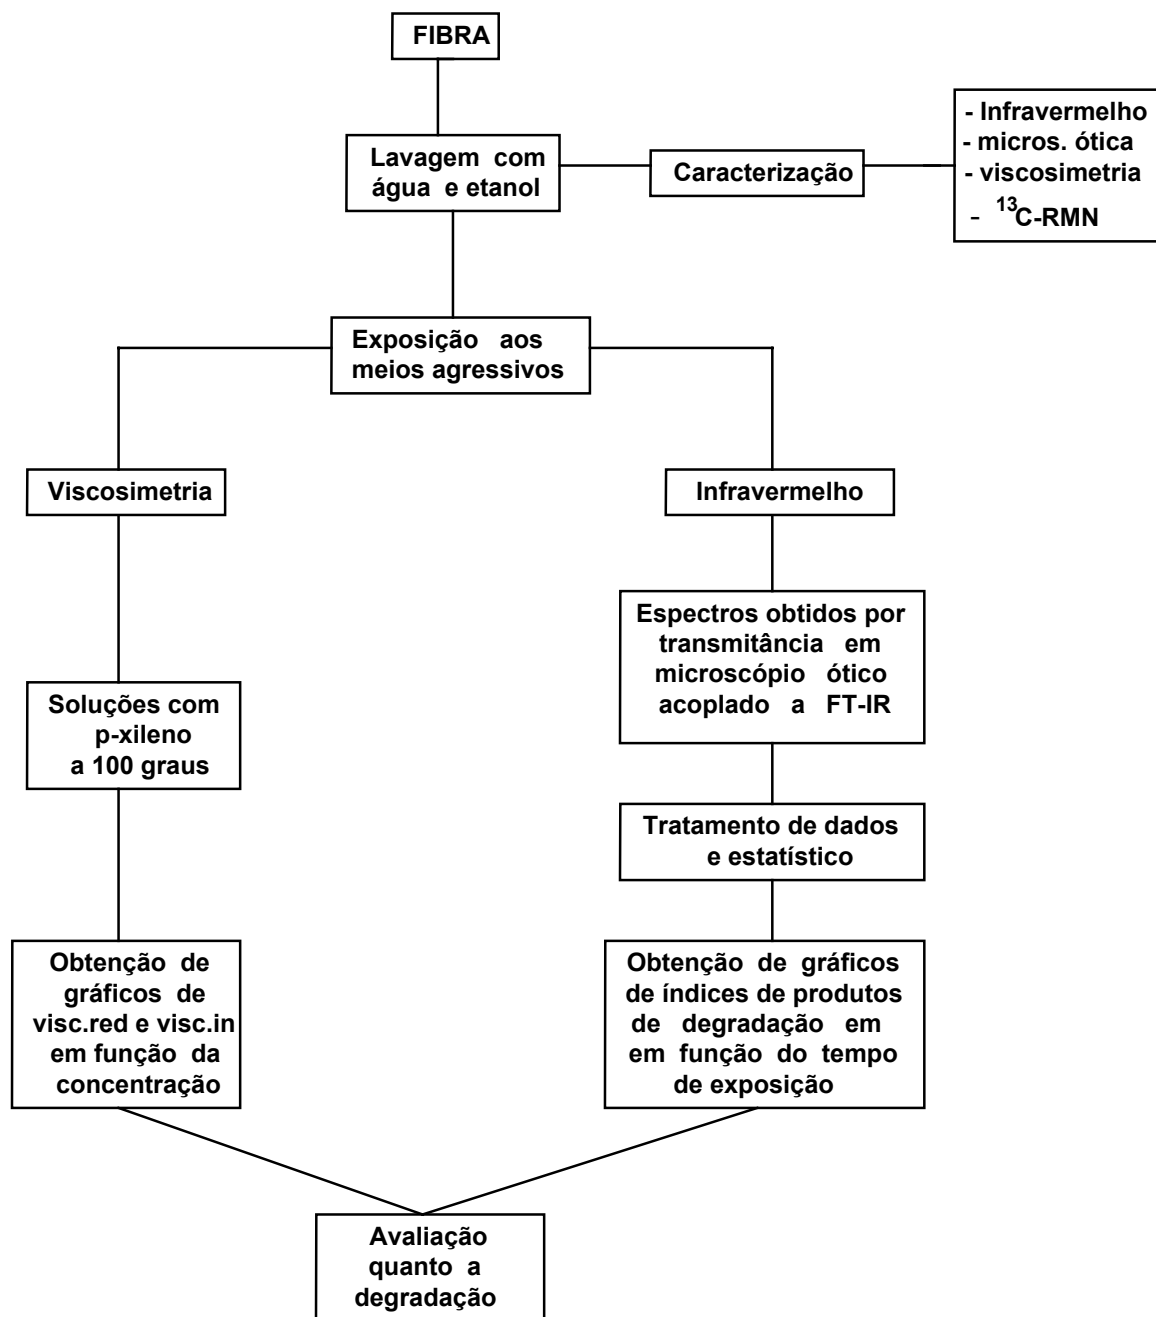 FIBRA
Lavagem com
água e etanol
Caracterização
- Infravermelho
- micros. ótica
- viscosimetria
- ¹³C-RMN
Exposição aos
meios agressivos
Viscosimetria
Infravermelho
Espectros obtidos por
transmitância em
microscópio ótico
acoplado a FT-IR
Soluções com
p-xileno
a 100 graus
Tratamento de dados
e estatístico
Obtenção de
gráficos de
visc.red e visc.in
em função da
concentração
Obtenção de gráficos
de índices de produtos
de degradação em
em função do tempo
de exposição
Avaliação
quanto a
degradação